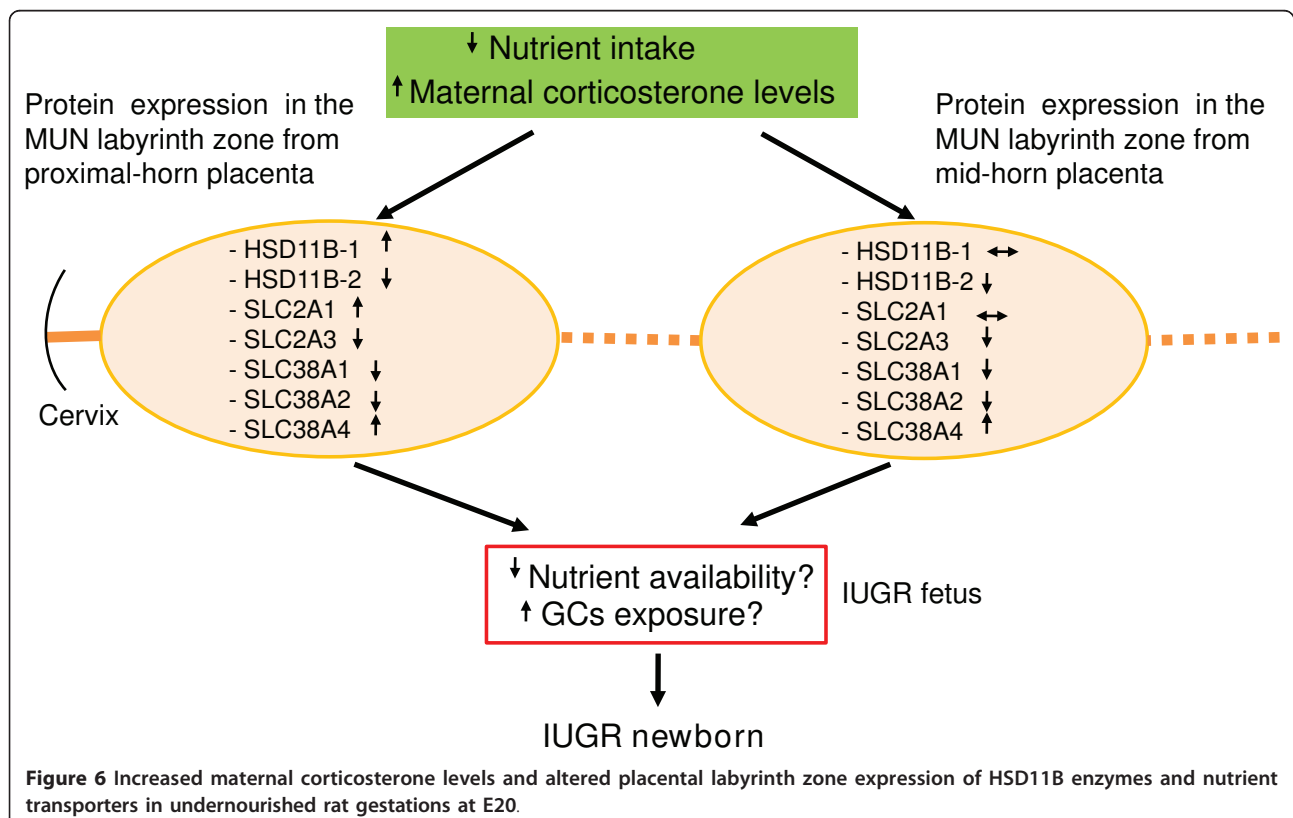 ↓ Nutrient intake
↑ Maternal corticosterone levels
Protein expression in the
MUN labyrinth zone from
proximal-horn placenta
Protein expression in the
MUN labyrinth zone from
mid-horn placenta
- HSD11B-1 ↑
- HSD11B-2 ↓
- SLC2A1 ↑
- SLC2A3 ↓
- SLC38A1 ↓
- SLC38A2 ↓
- SLC38A4 ↑
- HSD11B-1 ↔
- HSD11B-2 ↓
- SLC2A1 ↔
- SLC2A3 ↓
- SLC38A1 ↓
- SLC38A2 ↓
- SLC38A4 ↑
Cervix
↓ Nutrient availability?
↑ GCs exposure?
IUGR fetus
IUGR newborn
Figure 6 Increased maternal corticosterone levels and altered placental labyrinth zone expression of HSD11B enzymes and nutrient
transporters in undernourished rat gestations at E20.